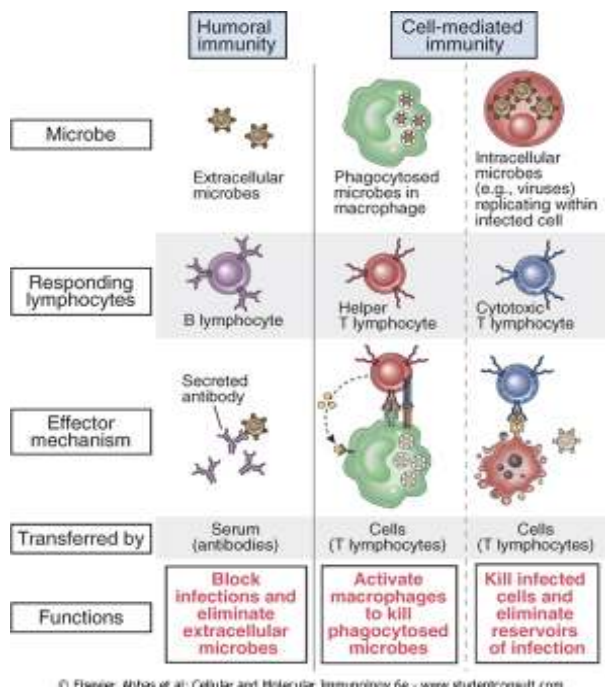 Humoral
immunity
Cell-mediated
immunity
Microbe
Extracellular
microbes
Phagocytosed
microbes in
macrophage
Intracellular
microbes
(e.g., viruses)
replicating within
infected cell
Responding
lymphocytes
B lymphocyte
Helper
T lymphocyte
Cytotoxic
T lymphocyte
Effector
mechanism
Secreted
antibody
Transferred by
Serum
(antibodies)
Cells
(T lymphocytes)
Cells
(T lymphocytes)
Functions
Block
infections and
eliminate
extracellular
microbes
Activate
macrophages
to kill
phagocytosed
microbes
Kill infected
cells and
eliminate
reservoirs
of infection
© Elsevier. Abbas et al: Cellular and Molecular Immunology 6e - www.studentconsult.com